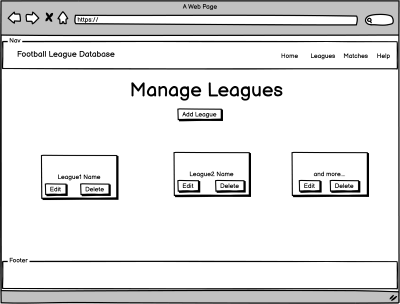 A Web Page
https://
Nav
Football League Database
Home Leagues Matches Help
Manage Leagues
Add League
League1 Name
Edit Delete
League2 Name
Edit Delete
and more...
Edit Delete
Footer